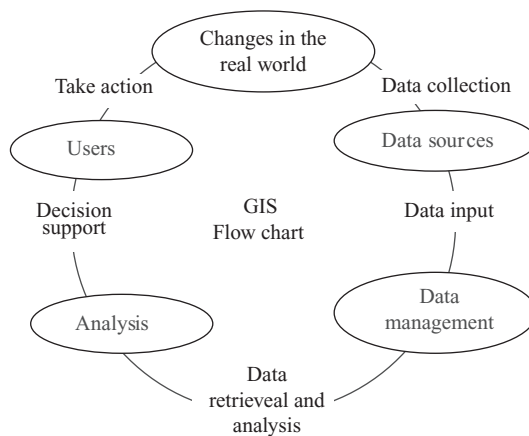 Changes in the
real world
Take action
Data collection
Users
Data sources
Decision
support
GIS
Flow chart
Data input
Analysis
Data
management
Data
retrieveal and
analysis